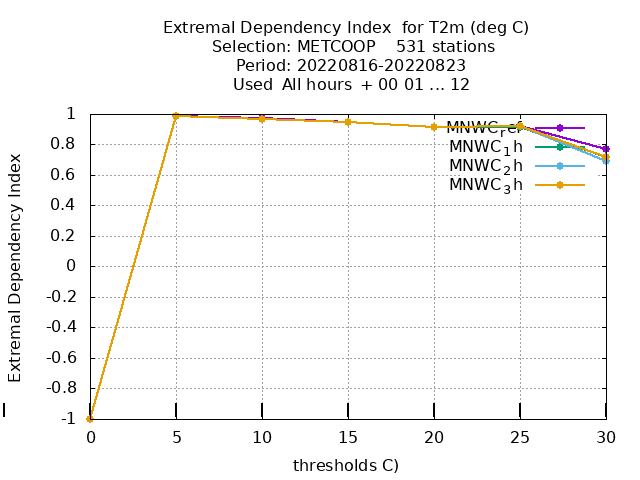 Extremal Dependency Index  for T2m (deg C)
Selection: METCOOP    531 stations
Period: 20220816-20220823
Used  All hours  + 00 01 ... 12
Extremal Dependency Index
1
0.8
0.6
0.4
0.2
0
-0.2
-0.4
-0.6
-0.8
-1
MNWC_ref
MNWC_1h
MNWC_2h
MNWC_3h
0 5 10 15 20 25 30
thresholds C)